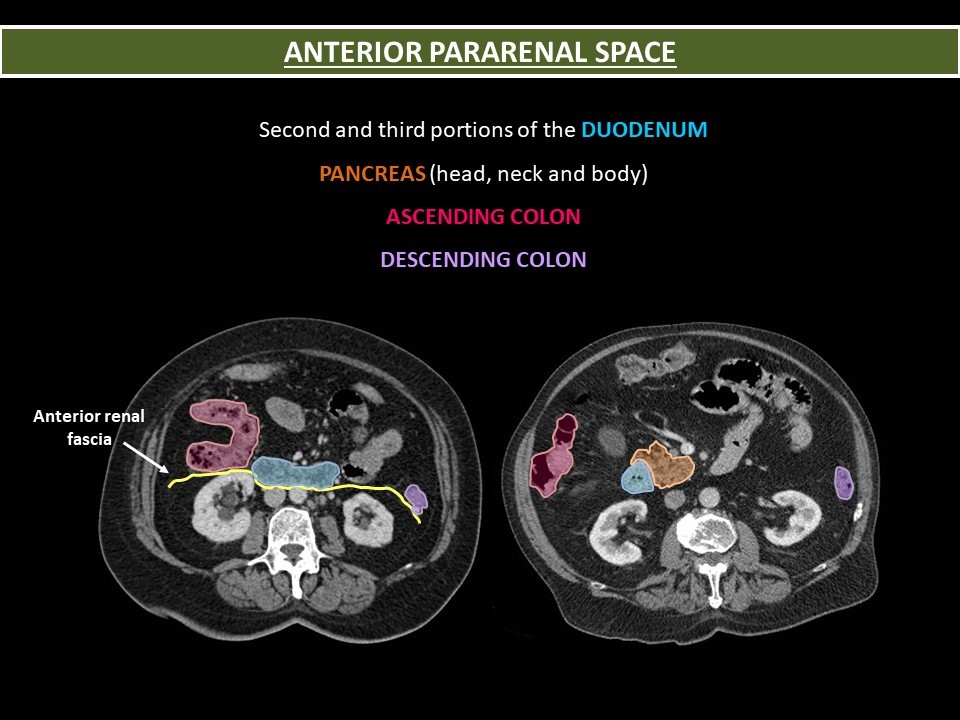 ANTERIOR PARARENAL SPACE
Second and third portions of the DUODENUM
PANCREAS (head, neck and body)
ASCENDING COLON
DESCENDING COLON
Anterior renal
fascia